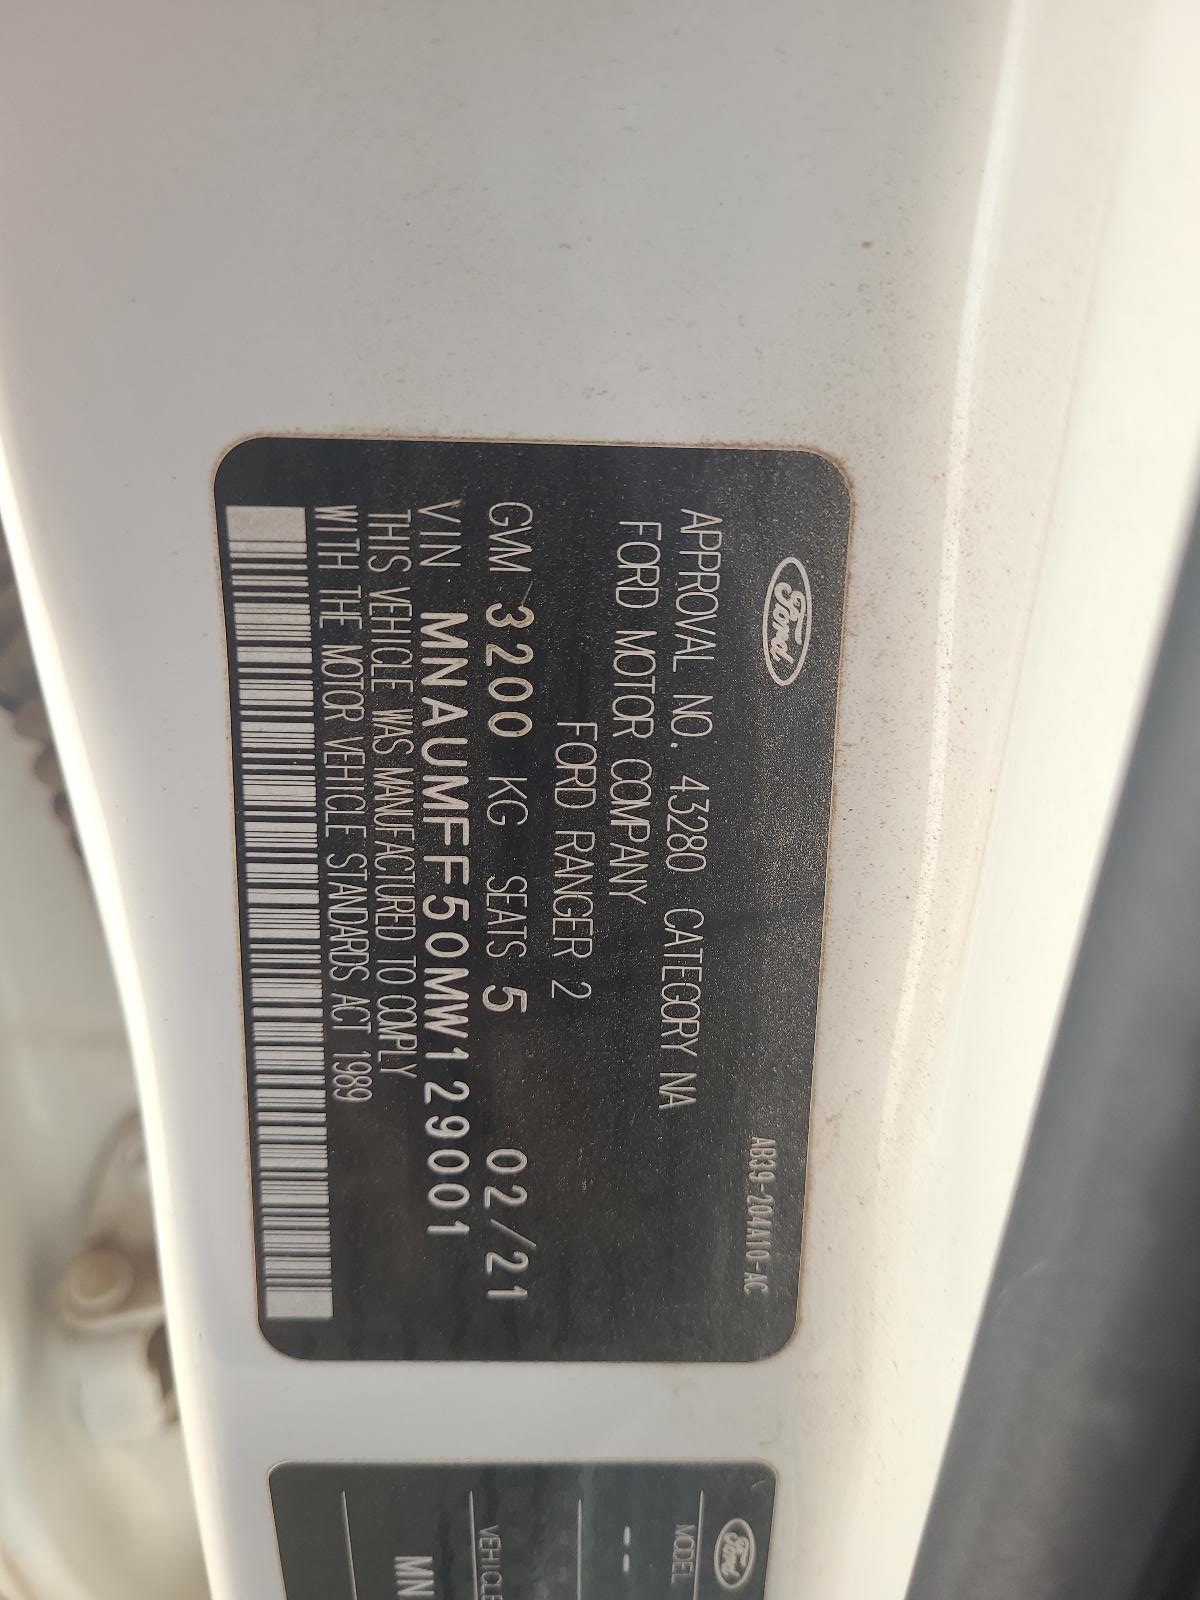 Ford
AB39-204A10-AC
APPROVAL NO. 43280 CATEGORY NA
FORD MOTOR COMPANY
FORD RANGER 2
GVM 3200 KG SEATS 5 02/21
VIN MNAUMFF50MW129001
THIS VEHICLE WAS MANUFACTURED TO COMPLY
WITH THE MOTOR VEHICLE STANDARDS ACT 1989
Ford
MODEL
--
VEHICLE
MN